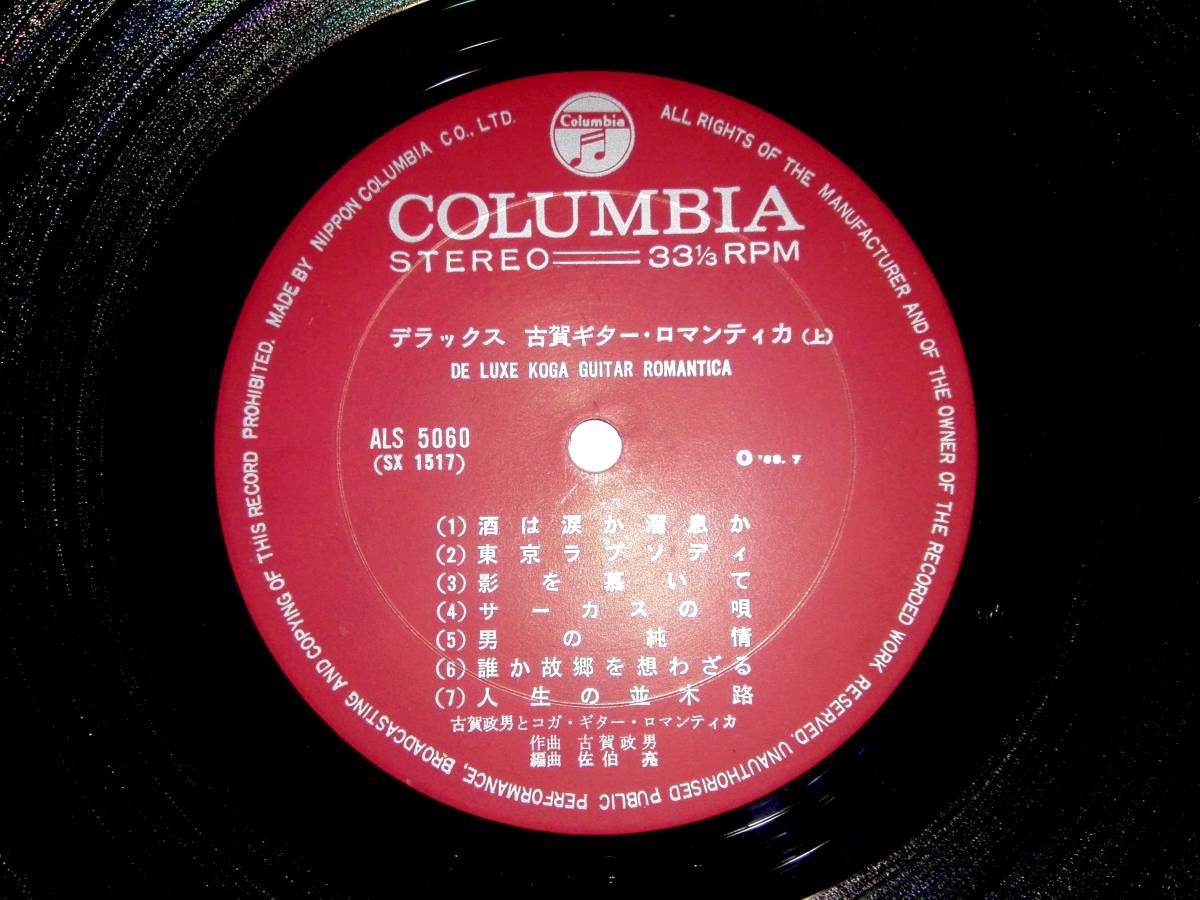 Columbia
COLUMBIA
STEREO 33⅓ RPM
デラックス 古賀ギター・ロマンティカ(上)
DE LUXE KOGA GUITAR ROMANTICA
ALS 5060
(SX 1517)
(1) 酒は涙か溜息か
(2) 東京ラプソディ
(3) 影を慕いて
(4) サーカスの唄
(5) 男の純情
(6) 誰か故郷を想わざる
(7) 人生の並木路
古賀政男とコガ・ギター・ロマンティカ
作曲 古賀政男
編曲 佐伯 亮
MADE BY NIPPON COLUMBIA CO., LTD.
ALL RIGHTS OF THE MANUFACTURER AND OF THE OWNER OF THE RECORDED WORK RESERVED. UNAUTHORISED PUBLIC PERFORMANCE, BROADCASTING AND COPYING OF THIS RECORD PROHIBITED.